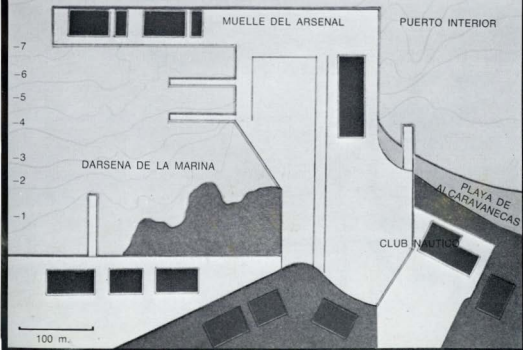 MUELLE DEL ARSENAL
PUERTO INTERIOR
-7
-6
-5
-4
-3
-2
-1
DARSENA DE LA MARINA
PLAYA DE
ALCARAVANECAS
CLUB NAUTICO
100 m.